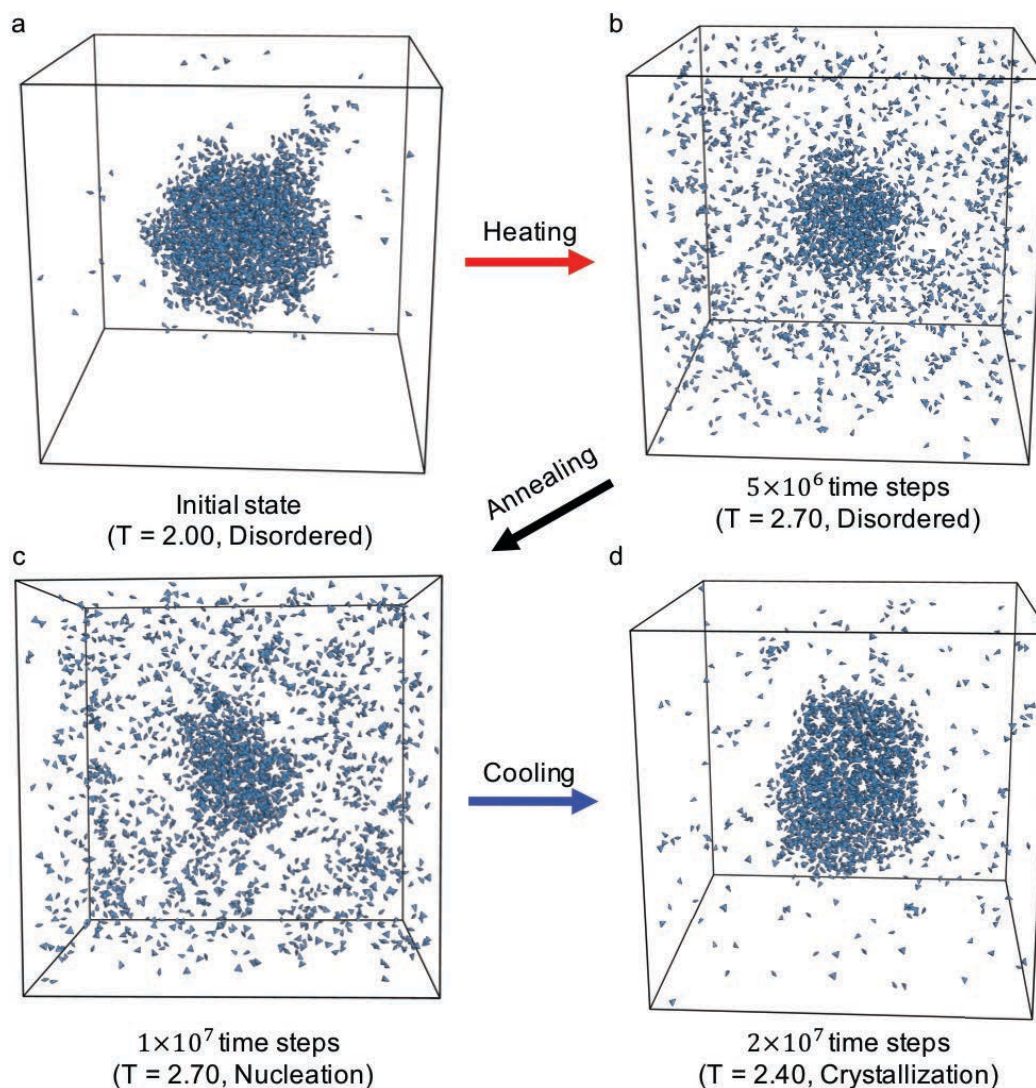 a
b
Heating
Initial state
(T = 2.00, Disordered)
5×10⁶ time steps
(T = 2.70, Disordered)
Annealing
c
d
Cooling
1×10⁷ time steps
(T = 2.70, Nucleation)
2×10⁷ time steps
(T = 2.40, Crystallization)